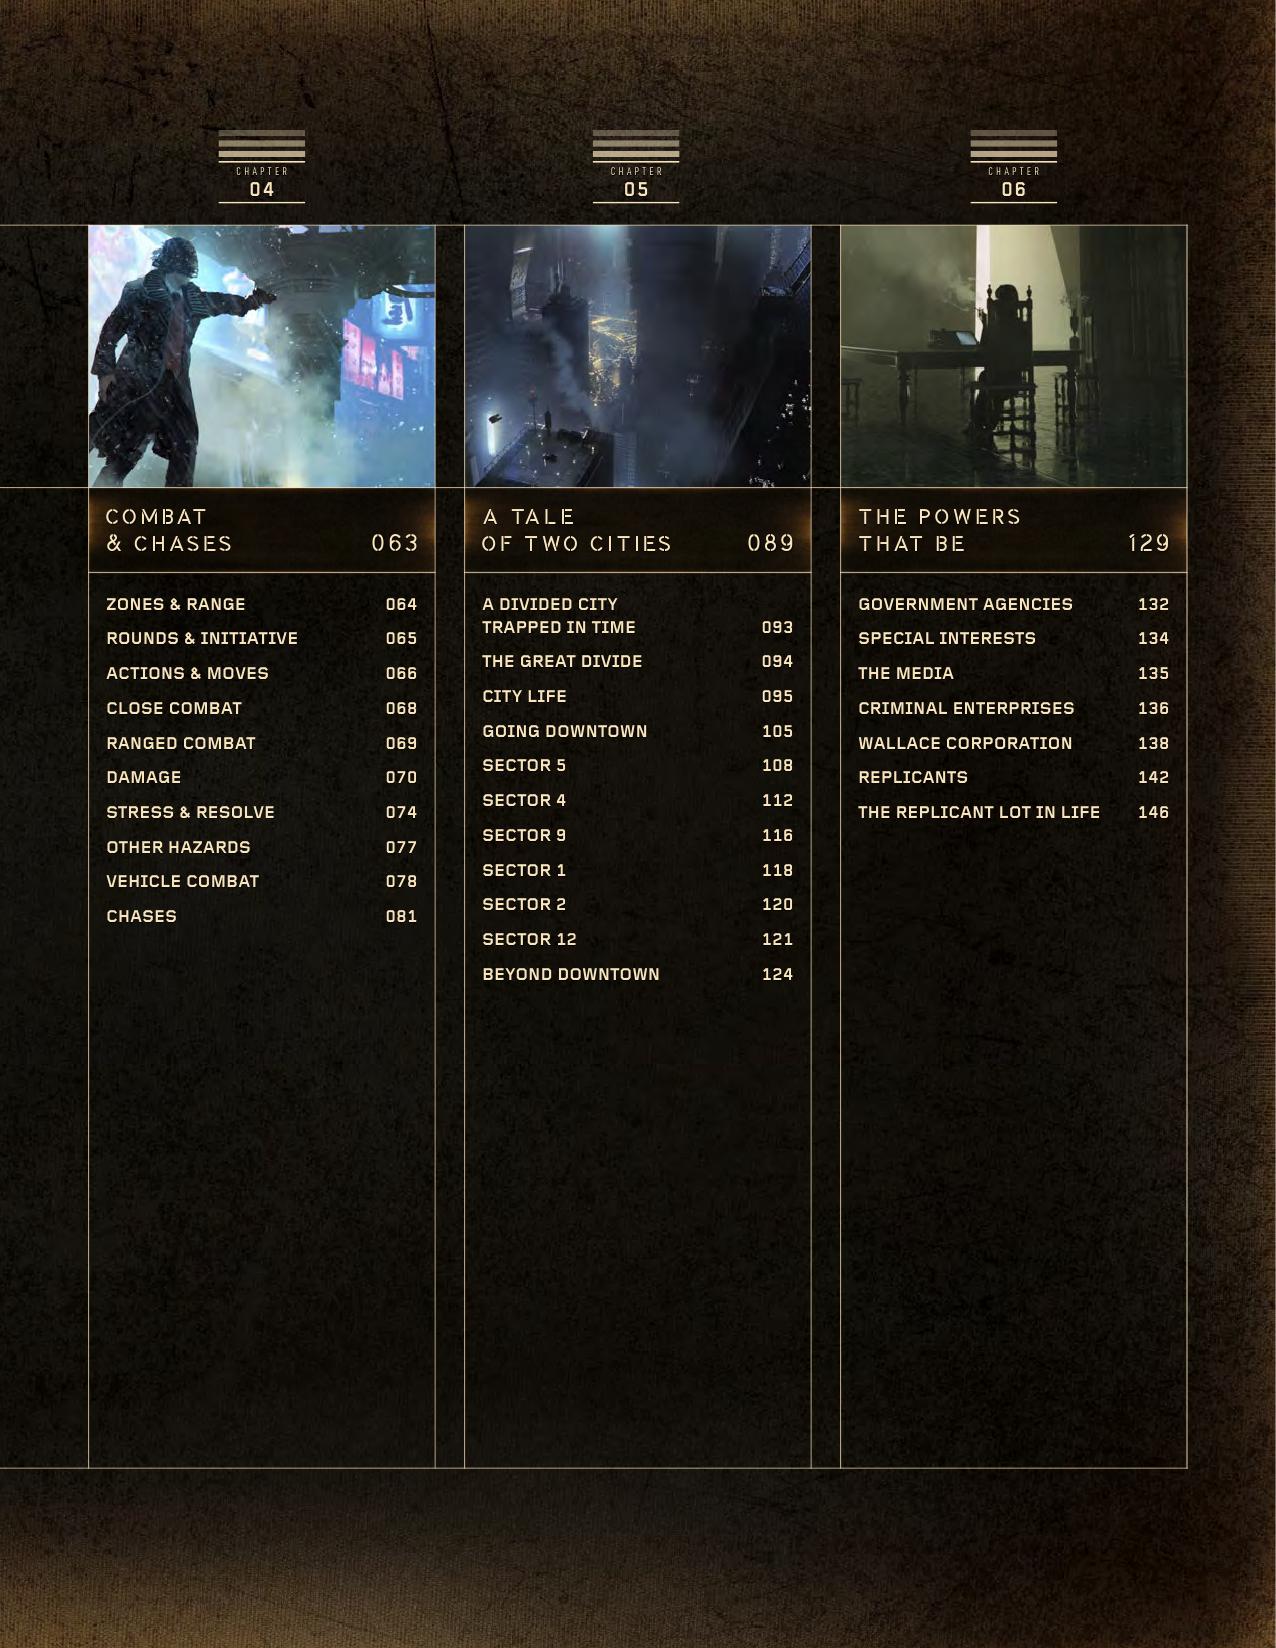 CHAPTER
04
COMBAT
& CHASES 063
ZONES & RANGE 064
ROUNDS & INITIATIVE 065
ACTIONS & MOVES 066
CLOSE COMBAT 068
RANGED COMBAT 069
DAMAGE 070
STRESS & RESOLVE 074
OTHER HAZARDS 077
VEHICLE COMBAT 078
CHASES 081
CHAPTER
05
A TALE
OF TWO CITIES 089
A DIVIDED CITY
TRAPPED IN TIME 093
THE GREAT DIVIDE 094
CITY LIFE 095
GOING DOWNTOWN 105
SECTOR 5 108
SECTOR 4 112
SECTOR 9 116
SECTOR 1 118
SECTOR 2 120
SECTOR 12 121
BEYOND DOWNTOWN 124
CHAPTER
06
THE POWERS
THAT BE 129
GOVERNMENT AGENCIES 132
SPECIAL INTERESTS 134
THE MEDIA 135
CRIMINAL ENTERPRISES 136
WALLACE CORPORATION 138
REPLICANTS 142
THE REPLICANT LOT IN LIFE 146